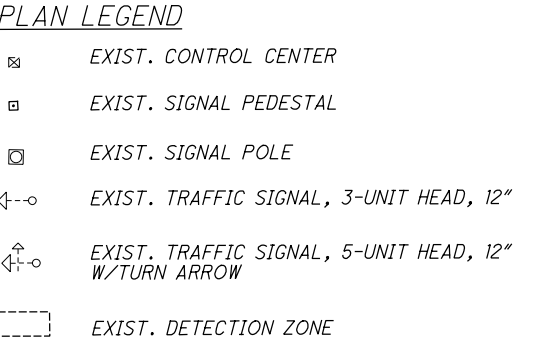 PLAN LEGEND
EXIST. CONTROL CENTER
EXIST. SIGNAL PEDESTAL
EXIST. SIGNAL POLE
EXIST. TRAFFIC SIGNAL, 3-UNIT HEAD, 12"
EXIST. TRAFFIC SIGNAL, 5-UNIT HEAD, 12"
W/TURN ARROW
EXIST. DETECTION ZONE